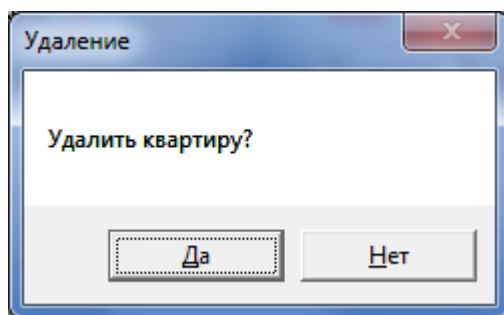 Удаление
Удалить квартиру?
Да
Нет